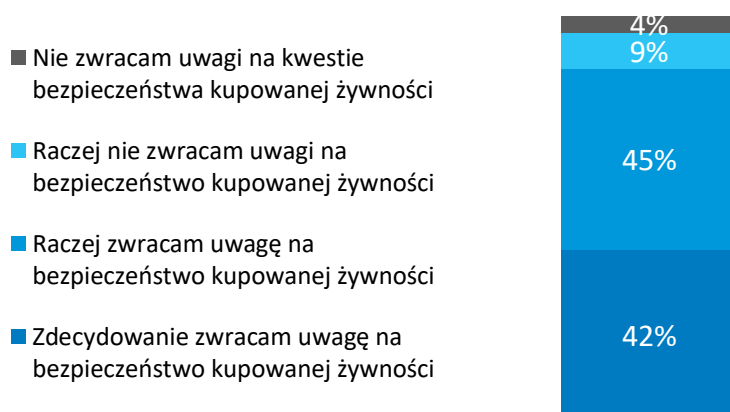 Nie zwracam uwagi na kwestie
bezpieczeństwa kupowanej żywności
Raczej nie zwracam uwagi na
bezpieczeństwo kupowanej żywności
Raczej zwracam uwagę na
bezpieczeństwo kupowanej żywności
Zdecydowanie zwracam uwagę na
bezpieczeństwo kupowanej żywności
4%
9%
45%
42%